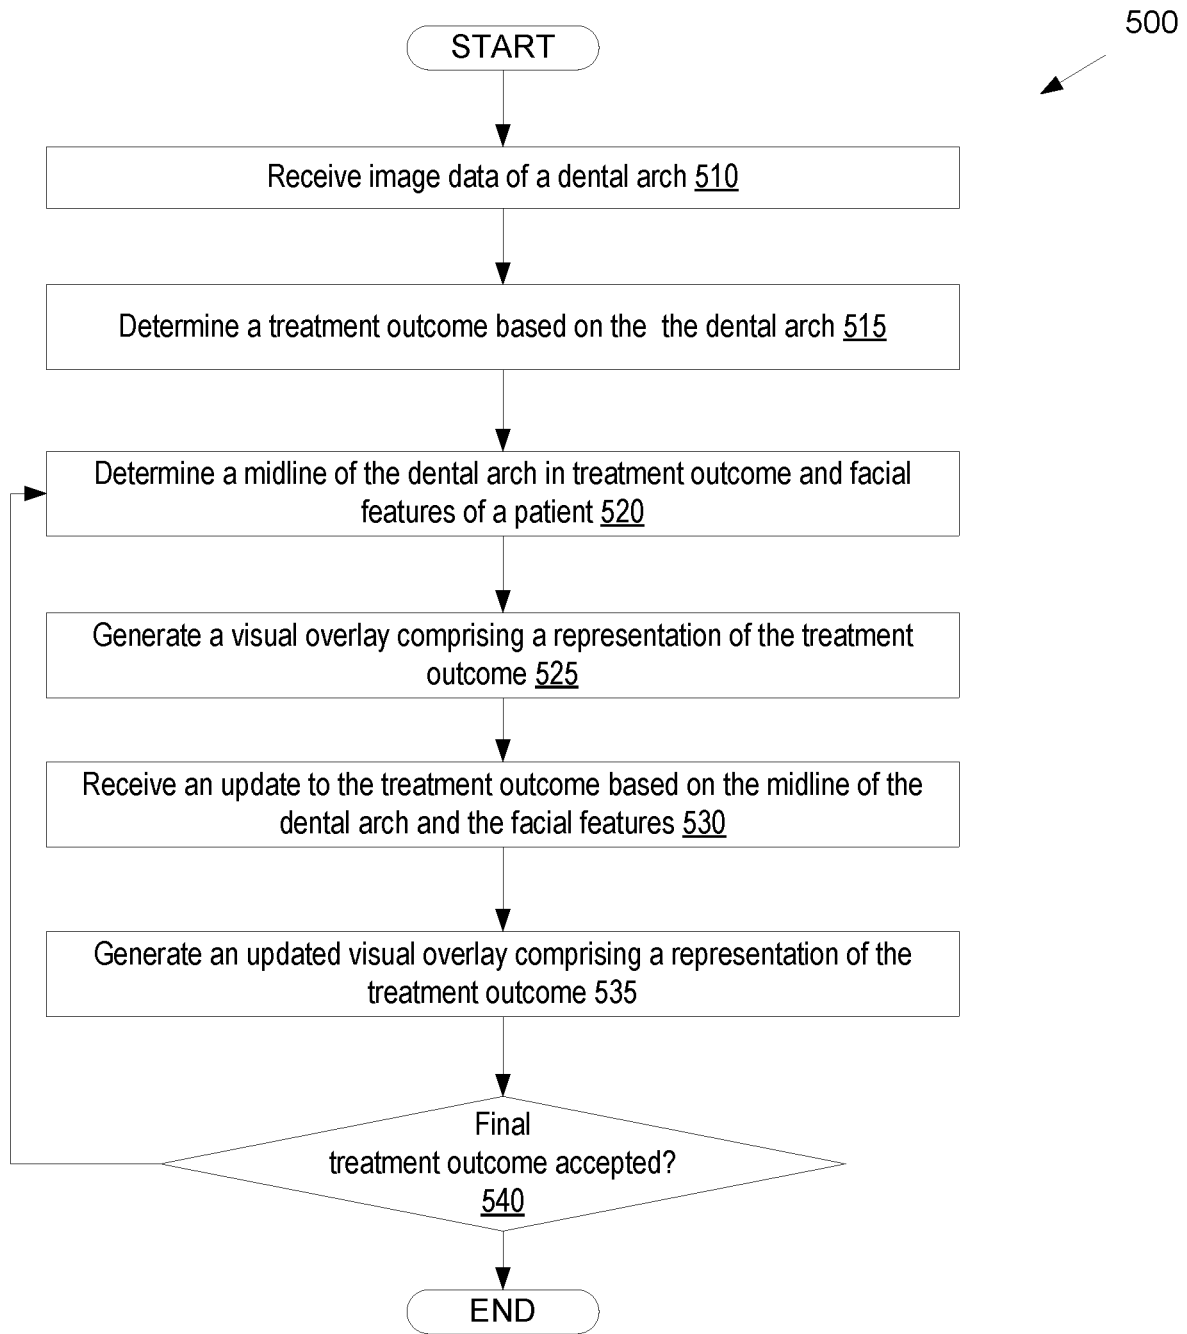 500
START
Receive image data of a dental arch 510
Determine a treatment outcome based on the the dental arch 515
Determine a midline of the dental arch in treatment outcome and facial
features of a patient 520
Generate a visual overlay comprising a representation of the treatment
outcome 525
Receive an update to the treatment outcome based on the midline of the
dental arch and the facial features 530
Generate an updated visual overlay comprising a representation of the
treatment outcome 535
Final
treatment outcome accepted?
540
END